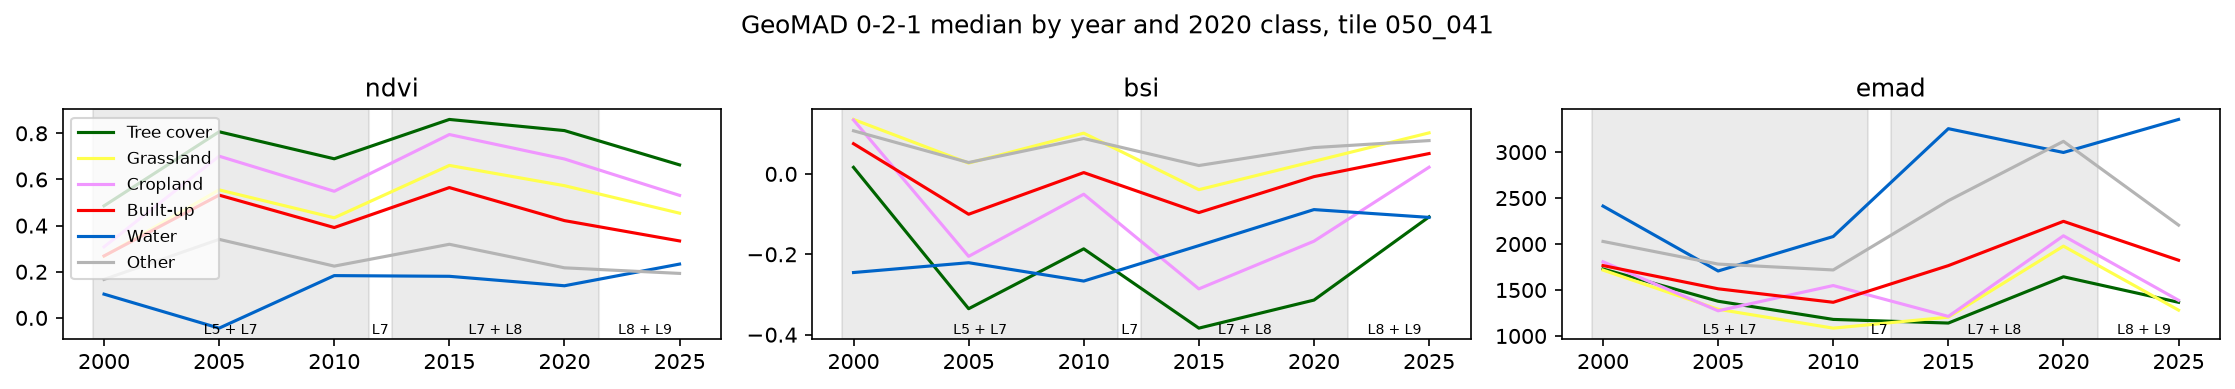 GeoMAD 0-2-1 median by year and 2020 class, tile 050_041
ndvi
0.8
0.6
0.4
0.2
0.0
Tree cover
Grassland
Cropland
Built-up
Water
Other
L5 + L7
L7
L7 + L8
L8 + L9
2000 2005 2010 2015 2020 2025
bsi
0.0
−0.2
−0.4
L5 + L7
L7
L7 + L8
L8 + L9
2000 2005 2010 2015 2020 2025
emad
3000
2500
2000
1500
1000
L5 + L7
L7
L7 + L8
L8 + L9
2000 2005 2010 2015 2020 2025